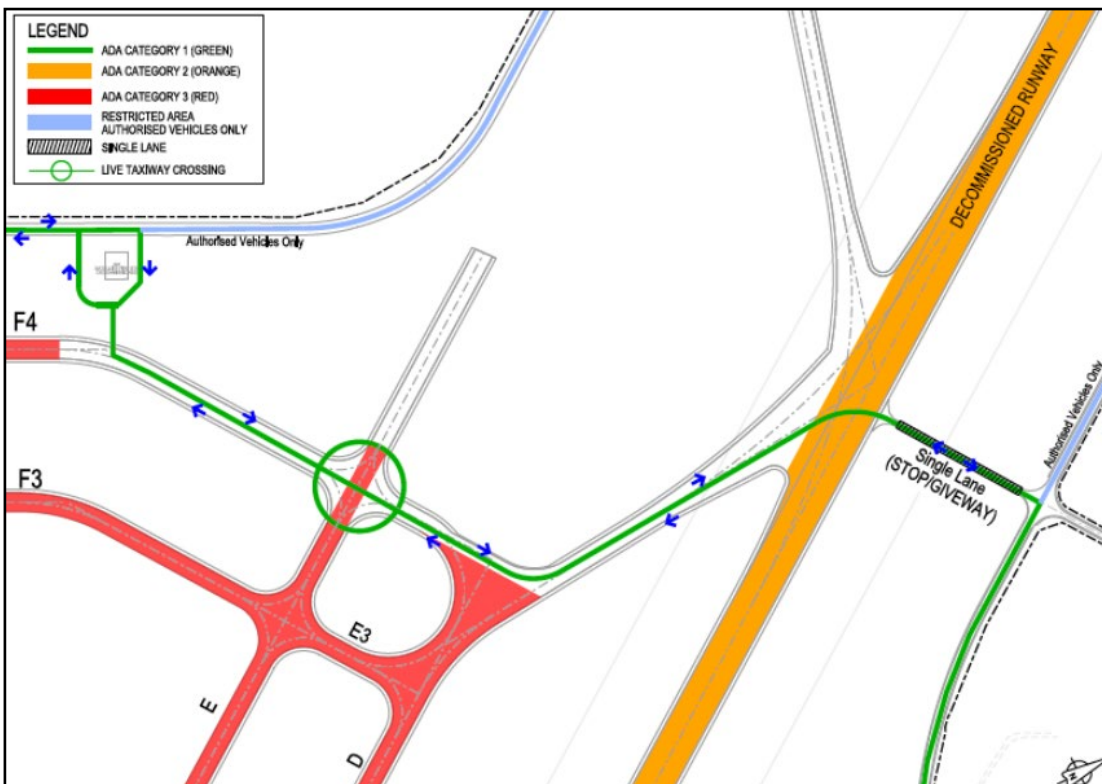 LEGEND
ADA CATEGORY 1 (GREEN)
ADA CATEGORY 2 (ORANGE)
ADA CATEGORY 3 (RED)
RESTRICTED AREA
AUTHORISED VEHICLES ONLY
SINGLE LANE
LIVE TAXIWAY CROSSING
DECOMMISSIONED RUNWAY
Authorised Vehicles Only
F4
Authorised Vehicles Only
Single Lane
(STOP/GIVEWAY)
F3
E3
E
D